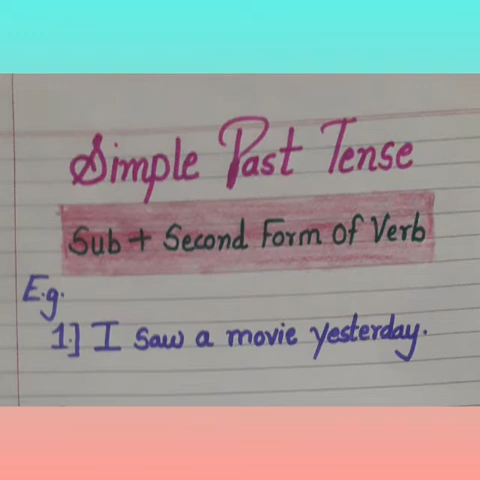 Simple Past Tense
Sub + Second Form Of Verb
E.g.
1.] I saw a movie yesterday.